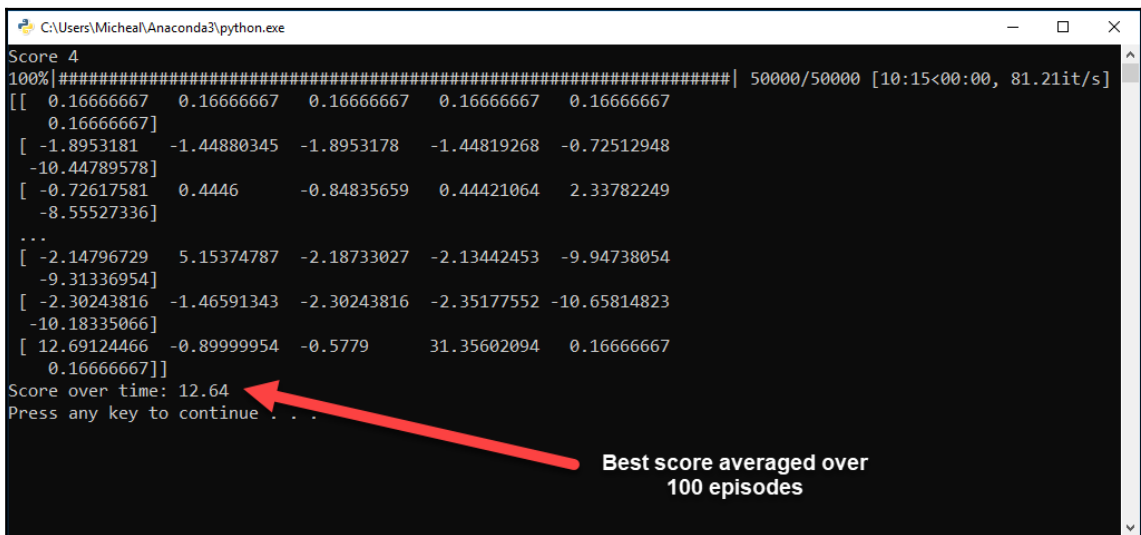 C:\Users\Micheal\Anaconda3\python.exe
Score 4
100%|###################################################################| 50000/50000 [10:15<00:00, 81.21it/s]
[[  0.16666667   0.16666667   0.16666667   0.16666667   0.16666667
    0.16666667]
 [ -1.8953181   -1.44880345  -1.8953178   -1.44819268  -0.72512948
  -10.44789578]
 [ -0.72617581   0.4446      -0.84835659   0.44421064   2.33782249
   -8.55527336]
 ...
 [ -2.14796729   5.15374787  -2.18733027  -2.13442453  -9.94738054
   -9.31336954]
 [ -2.30243816  -1.46591343  -2.30243816  -2.35177552 -10.65814823
  -10.18335066]
 [ 12.69124466  -0.89999954  -0.5779      31.35602094   0.16666667
    0.16666667]]
Score over time: 12.64
Press any key to continue . . .
Best score averaged over
100 episodes